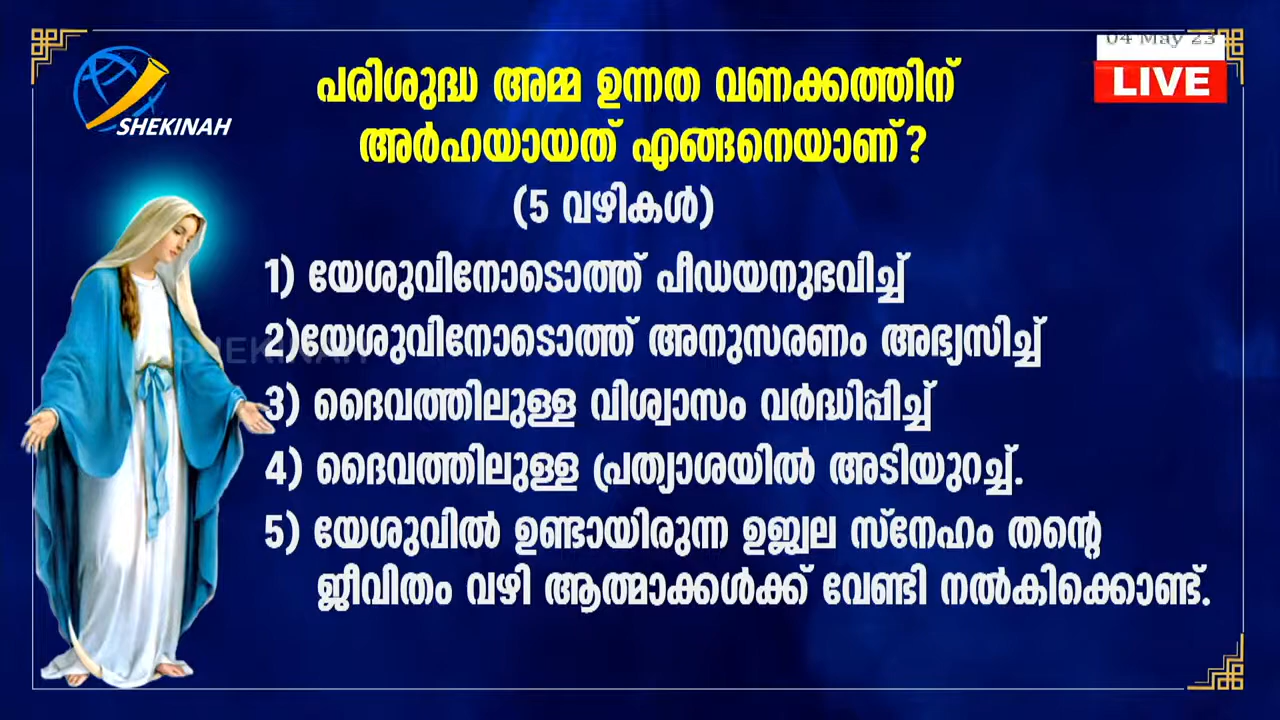 04 May 23
LIVE
SHEKINAH
പരിശുദ്ധ അമ്മ ഉന്നത വണക്കത്തിന്
അർഹയായത് എങ്ങനെയാണ്?
(5 വഴികൾ)
1) യേശുവിനോടൊത്ത് പീഡയനുഭവിച്ച്
2)യേശുവിനോടൊത്ത് അനുസരണം അഭ്യസിച്ച്
SHEKINAH
3) ദൈവത്തിലുള്ള വിശ്വാസം വർദ്ധിപ്പിച്ച്
4) ദൈവത്തിലുള്ള പ്രത്യാശയിൽ അടിയുറച്ച്.
5) യേശുവിൽ ഉണ്ടായിരുന്ന ഉജ്വല സ്നേഹം തന്റെ
ജീവിതം വഴി ആത്മാക്കൾക്ക് വേണ്ടി നൽകിക്കൊണ്ട്.